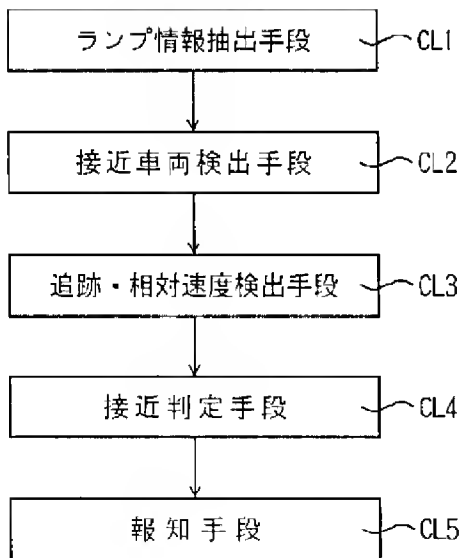 ランプ情報抽出手段 CL1
接近車両検出手段 CL2
追跡・相対速度検出手段 CL3
接近判定手段 CL4
報知手段 CL5